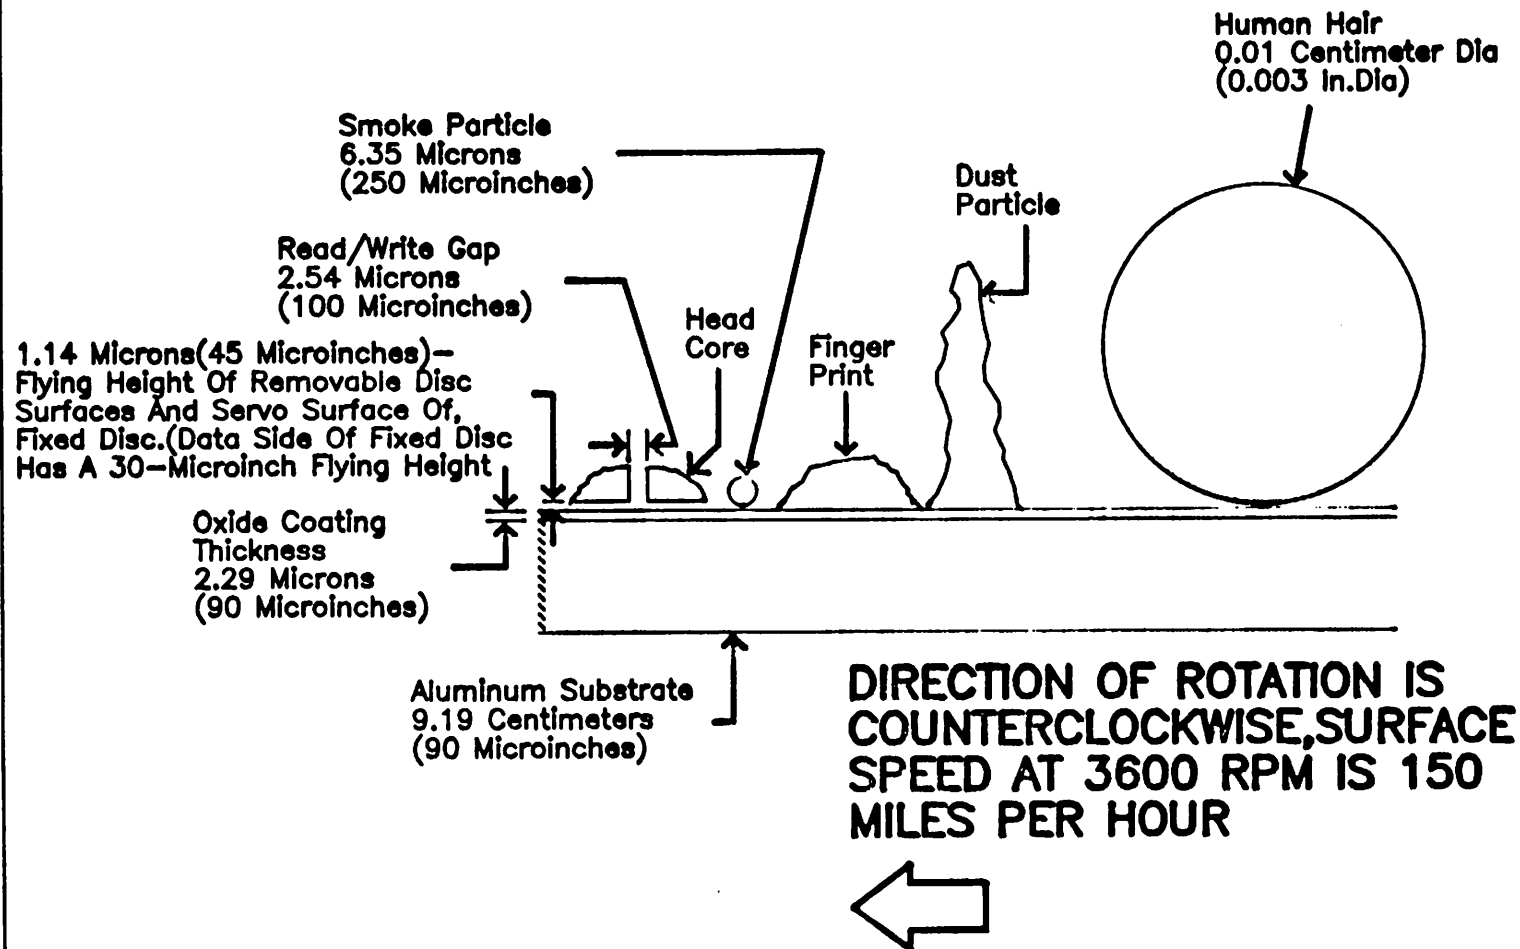 Human Hair
0.01 Centimeter Dia
(0.003 in.Dia)
Smoke Particle
6.35 Microns
(250 Microinches)
Dust
Particle
Read/Write Gap
2.54 Microns
(100 Microinches)
Head
Core
Finger
Print
1.14 Microns(45 Microinches)-
Flying Height Of Removable Disc
Surfaces And Servo Surface Of,
Fixed Disc.(Data Side Of Fixed Disc
Has A 30-Microinch Flying Height
Oxide Coating
Thickness
2.29 Microns
(90 Microinches)
Aluminum Substrate
9.19 Centimeters
(90 Microinches)
DIRECTION OF ROTATION IS
COUNTERCLOCKWISE,SURFACE
SPEED AT 3600 RPM IS 150
MILES PER HOUR